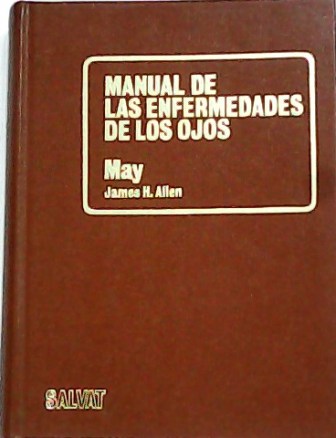 MANUAL DE
LAS ENFERMEDADES
DE LOS OJOS
May
James H. Allen
SALVAT